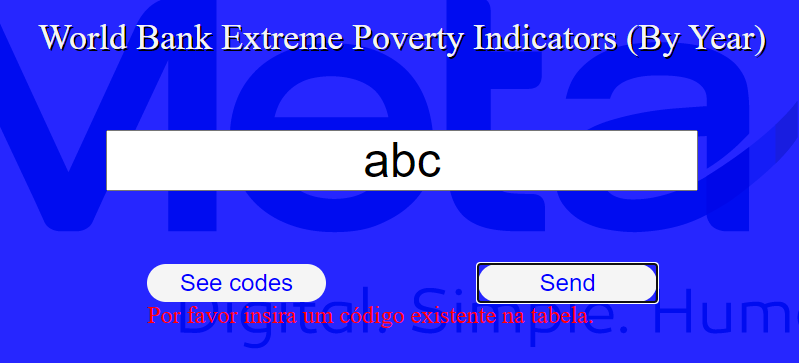 World Bank Extreme Poverty Indicators (By Year)
Meta
abc
See codes
Send
Digital. Simple. Hum
Por favor insira um código existente na tabela.